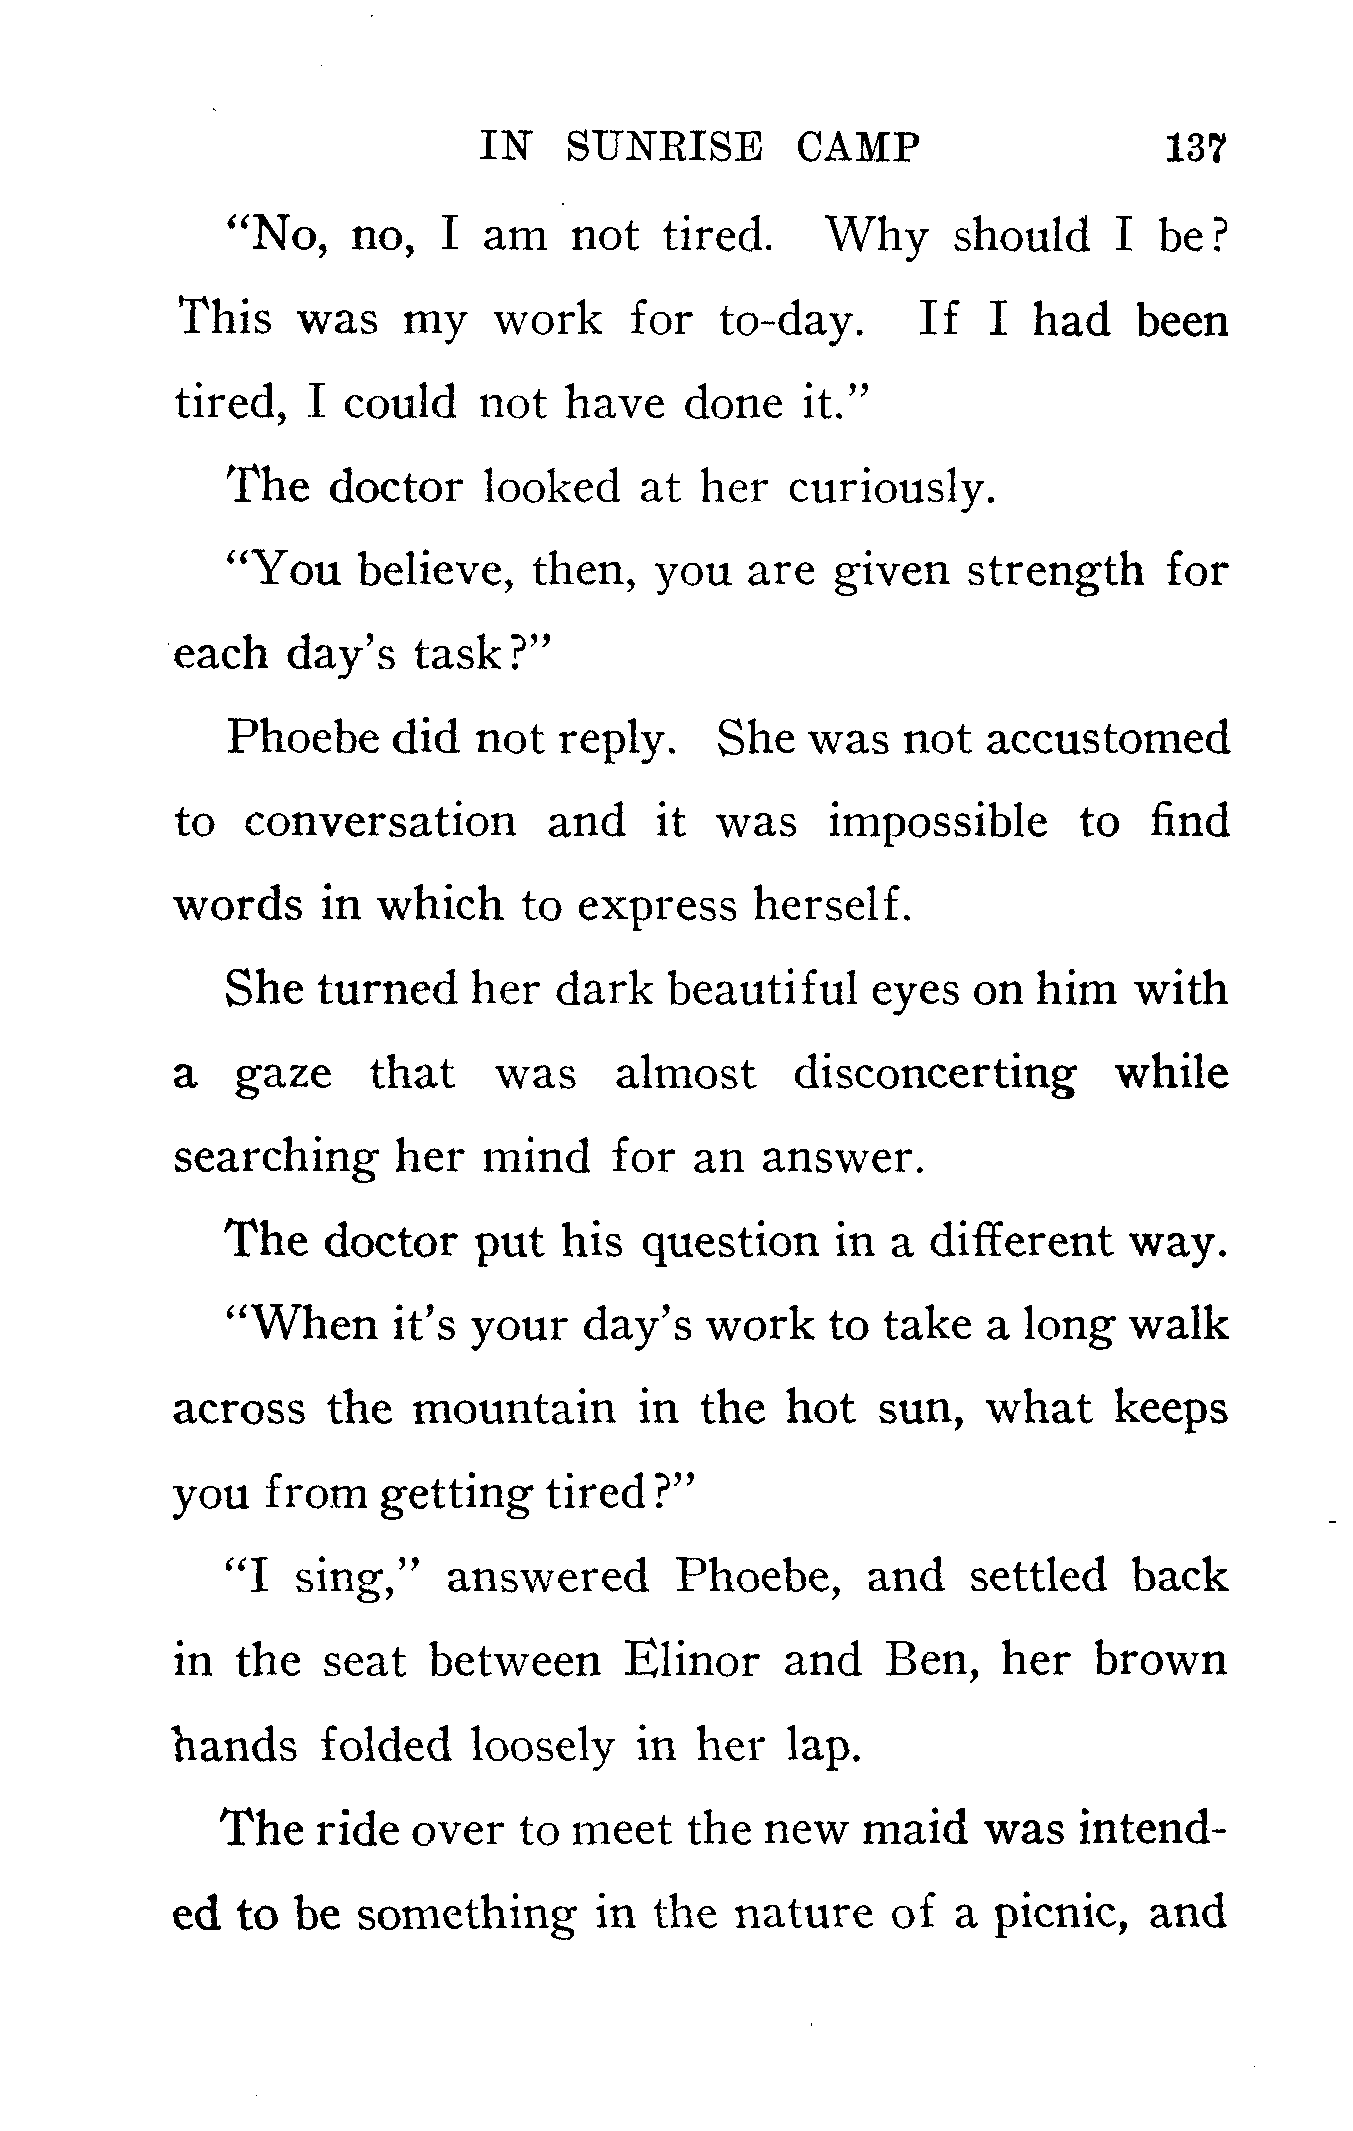 IN SUNRISE CAMP 137
“No, no, I am not tired. Why should I be?
This was my work for to-day. If I had been
tired, I could not have done it.”
The doctor looked at her curiously.
“You believe, then, you are given strength for
each day’s task?”
Phoebe did not reply. She was not accustomed
to conversation and it was impossible to find
words in which to express herself.
She turned her dark beautiful eyes on him with
a gaze that was almost disconcerting while
searching her mind for an answer.
The doctor put his question in a different way.
“When it’s your day’s work to take a long walk
across the mountain in the hot sun, what keeps
you from getting tired?”
“I sing,” answered Phoebe, and settled back
in the seat between Elinor and Ben, her brown
hands folded loosely in her lap.
The ride over to meet the new maid was intend-
ed to be something in the nature of a picnic, and